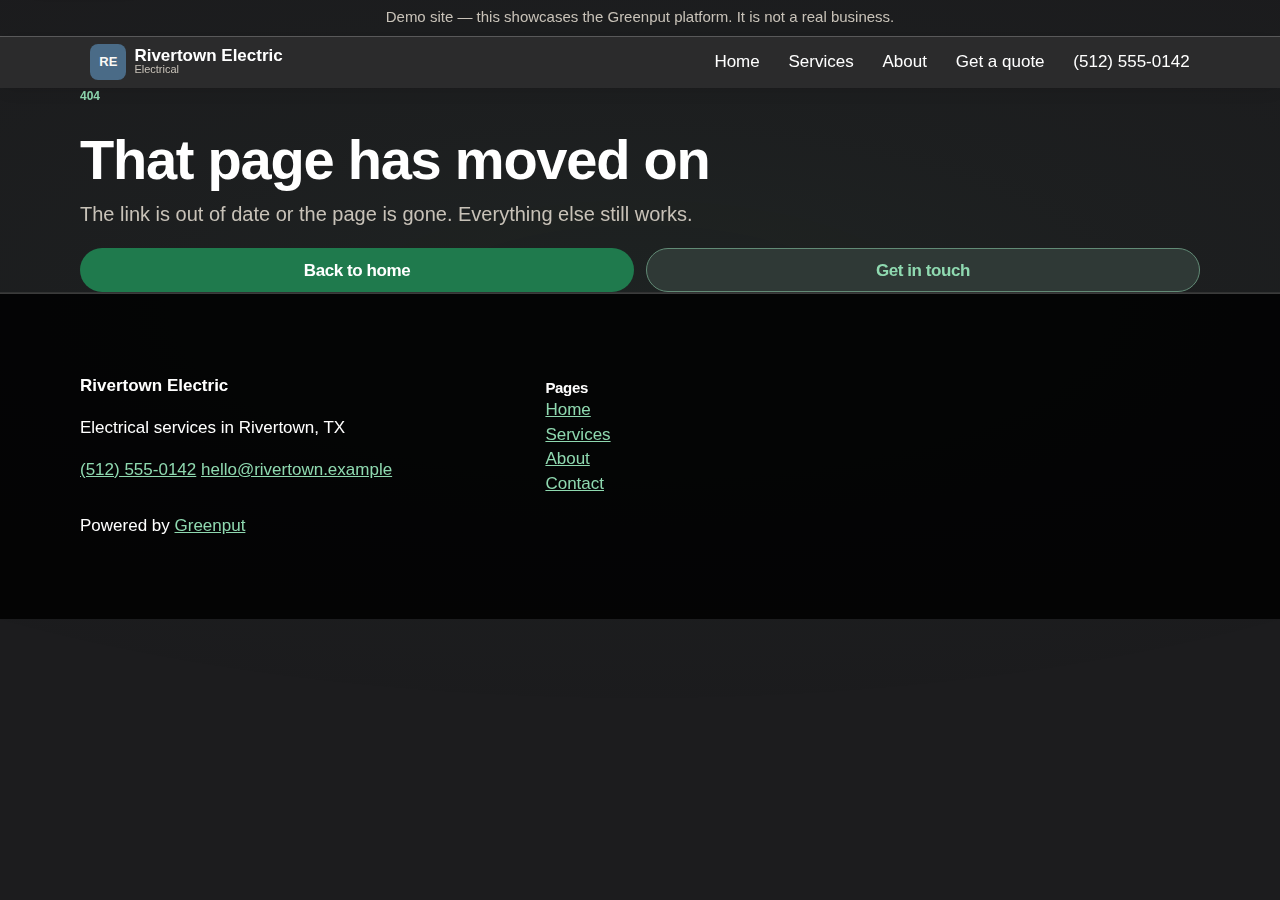 Demo site — this showcases the Greenput platform. It is not a real business.
RE
Rivertown Electric
Electrical
Home
Services
About
Get a quote
(512) 555-0142
404
That page has moved on
The link is out of date or the page is gone. Everything else still works.
Back to home
Get in touch
Rivertown Electric
Electrical services in Rivertown, TX
(512) 555-0142 hello@rivertown.example
Pages
Home
Services
About
Contact
Powered by Greenput